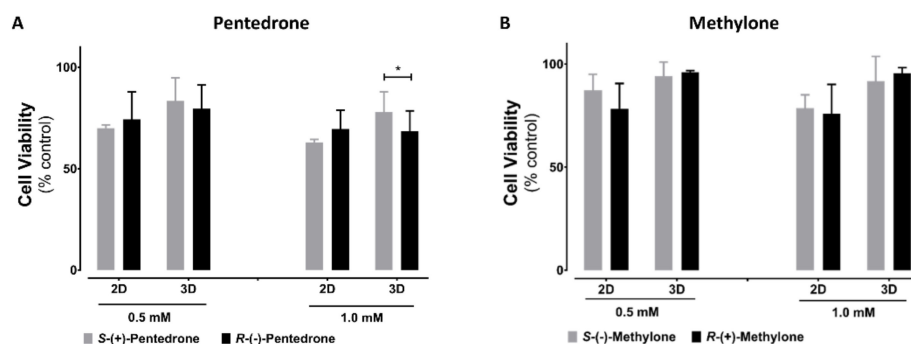 A
Pentedrone
Cell Viability
(% control)
100
50
0
*
2D
3D
2D
3D
0.5 mM
1.0 mM
S-(+)-Pentedrone
R-(-)-Pentedrone
B
Methylone
Cell Viability
(% control)
100
50
0
2D
3D
2D
3D
0.5 mM
1.0 mM
S-(-)-Methylone
R-(+)-Methylone